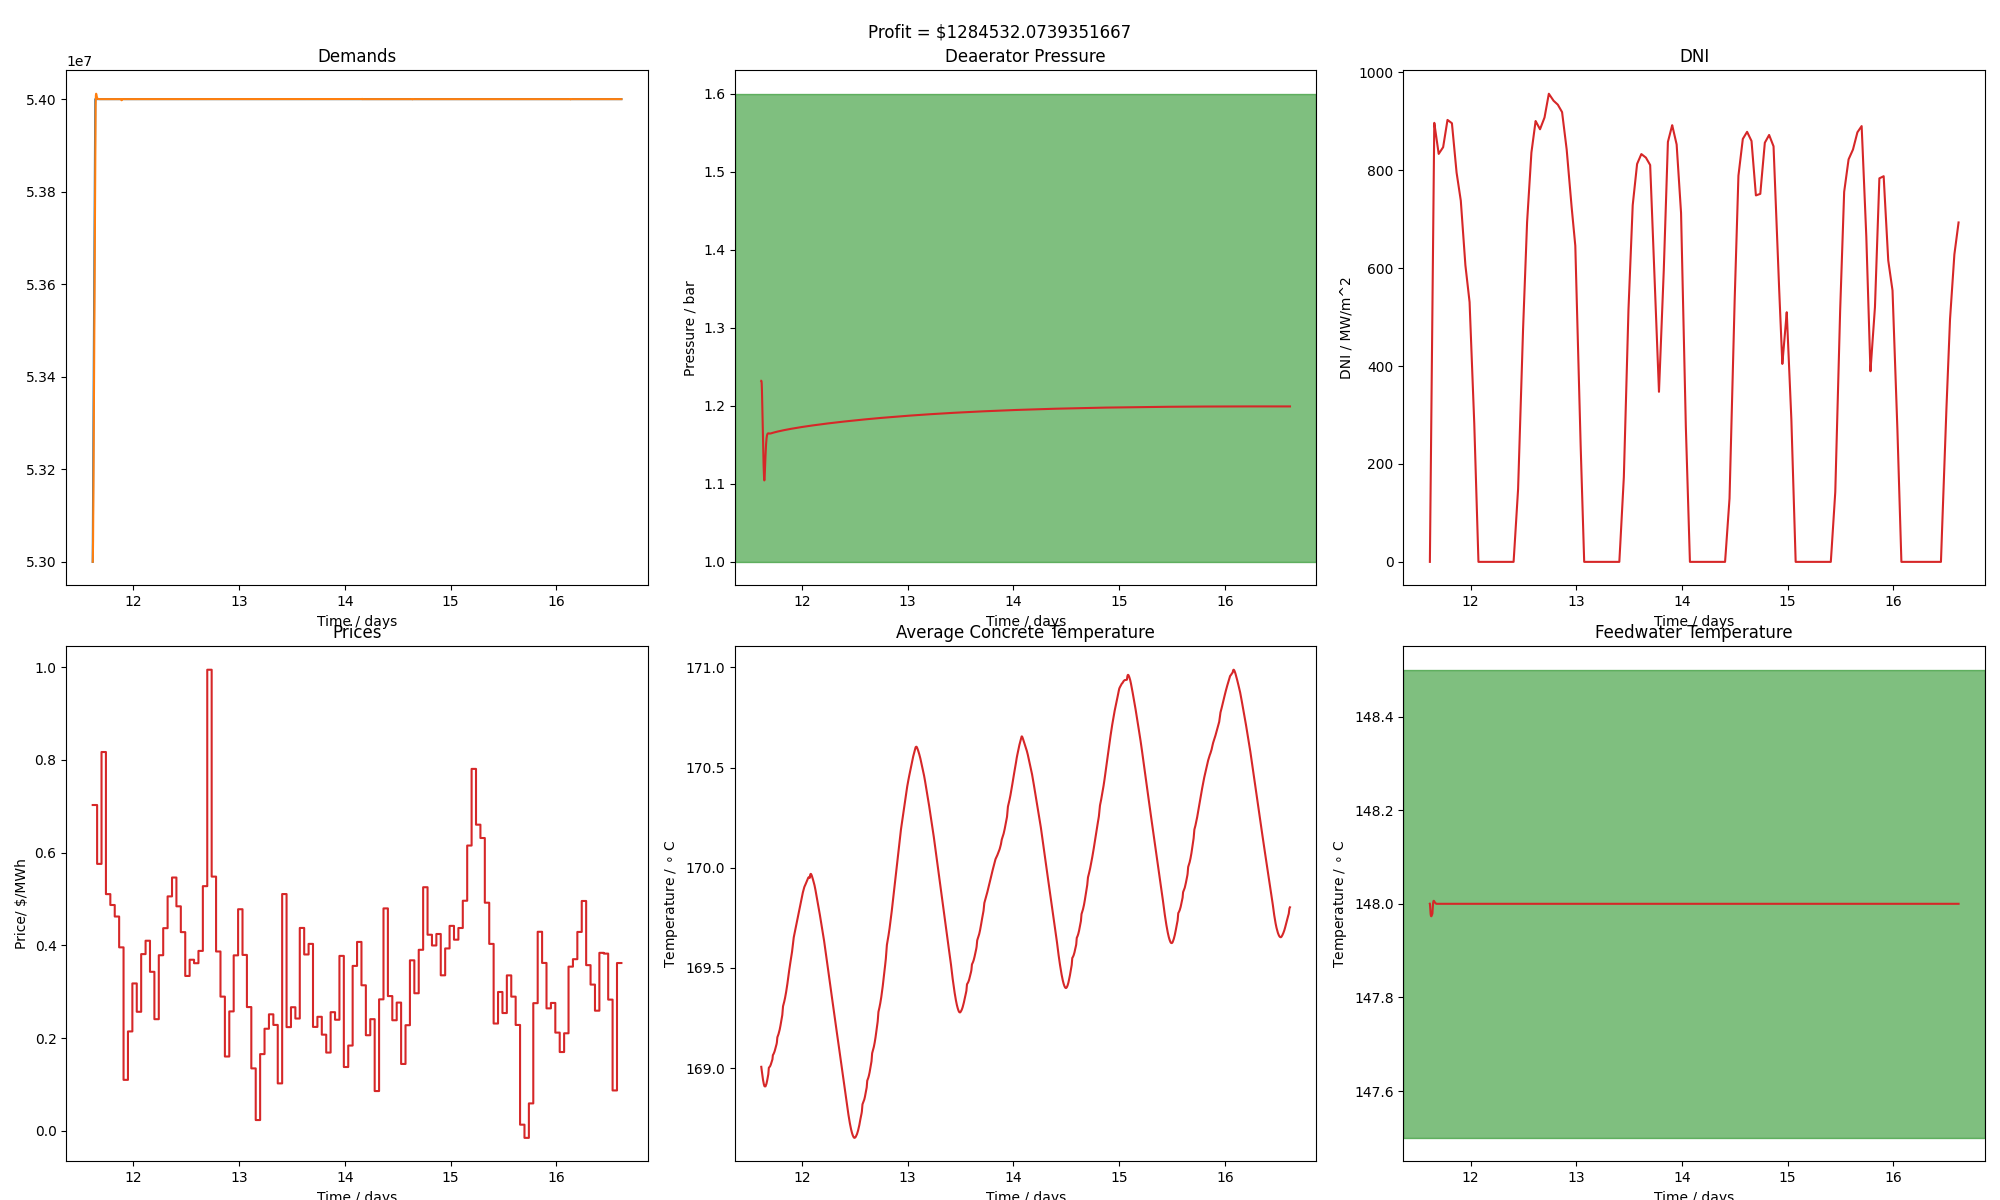 Profit = $1284532.0739351667
Demands
1e7
5.40
5.38
5.36
5.34
5.32
5.30
12 13 14 15 16
Time / days
Deaerator Pressure
Pressure / bar
1.6
1.5
1.4
1.3
1.2
1.1
1.0
12 13 14 15 16
Time / days
DNI
DNI / MW/m^2
1000
800
600
400
200
0
12 13 14 15 16
Time / days
Prices
Price/ $/MWh
1.0
0.8
0.6
0.4
0.2
0.0
12 13 14 15 16
Time / days
Average Concrete Temperature
Temperature / ∘ C
171.0
170.5
170.0
169.5
169.0
12 13 14 15 16
Time / days
Feedwater Temperature
Temperature / ∘ C
148.4
148.2
148.0
147.8
147.6
12 13 14 15 16
Time / days